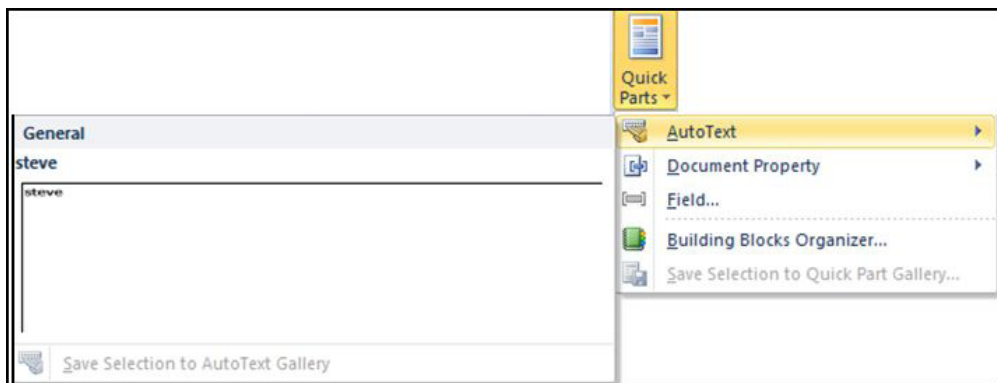 Quick
Parts
AutoText
Document Property
Field...
Building Blocks Organizer...
Save Selection to Quick Part Gallery...
General
steve
steve
Save Selection to AutoText Gallery